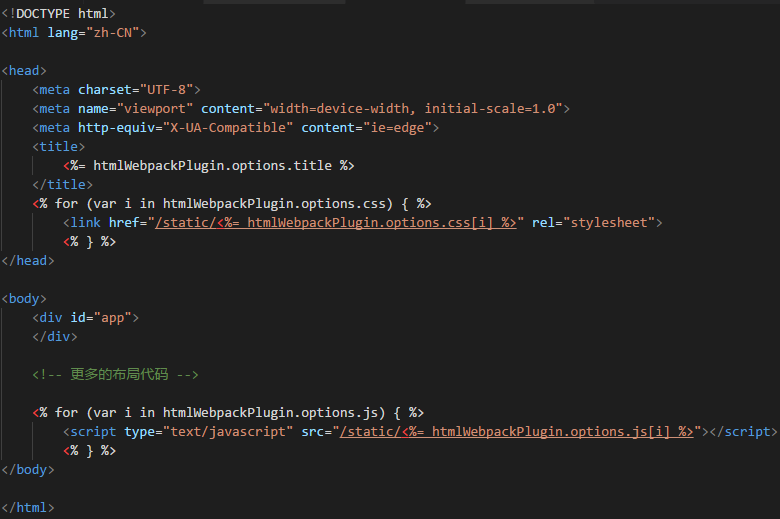 <!DOCTYPE html>
<html lang="zh-CN">
<head>
<meta charset="UTF-8">
<meta name="viewport" content="width=device-width, initial-scale=1.0">
<meta http-equiv="X-UA-Compatible" content="ie=edge">
<title>
<%= htmlWebpackPlugin.options.title %>
</title>
<% for (var i in htmlWebpackPlugin.options.css) { %>
<link href="/static/<%= htmlWebpackPlugin.options.css[i] %>" rel="stylesheet">
<% } %>
</head>
<body>
<div id="app">
</div>
<!-- 更多的布局代码 -->
<% for (var i in htmlWebpackPlugin.options.js) { %>
<script type="text/javascript" src="/static/<%= htmlWebpackPlugin.options.js[i] %>"></script>
<% } %>
</body>
</html>